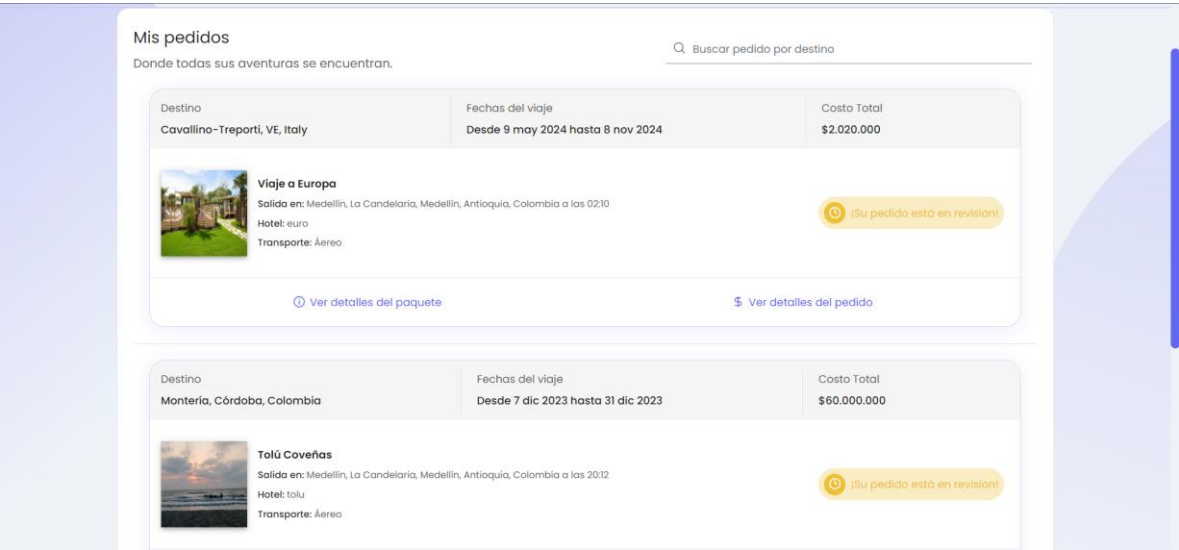 Mis pedidos
Buscar pedido por destino
Donde todas sus aventuras se encuentran.
Destino
Fechas del viaje
Costo Total
Cavallino-Treporti, VE, Italy
Desde 9 may 2024 hasta 8 nov 2024
$2.020.000
Viaje a Europa
Salida en: Medellín, La Candelaria, Medellín, Antioquia, Colombia a las 02:10
¡Su pedido está en revision!
Hotel: euro
Transporte: Áereo
Ver detalles del paquete
$ Ver detalles del pedido
Destino
Fechas del viaje
Costo Total
Montería, Córdoba, Colombia
Desde 7 dic 2023 hasta 31 dic 2023
$60.000.000
Tolú Coveñas
Salida en: Medellín, La Candelaria, Medellín, Antioquia, Colombia a las 20:12
¡Su pedido está en revision!
Hotel: tolu
Transporte: Áereo